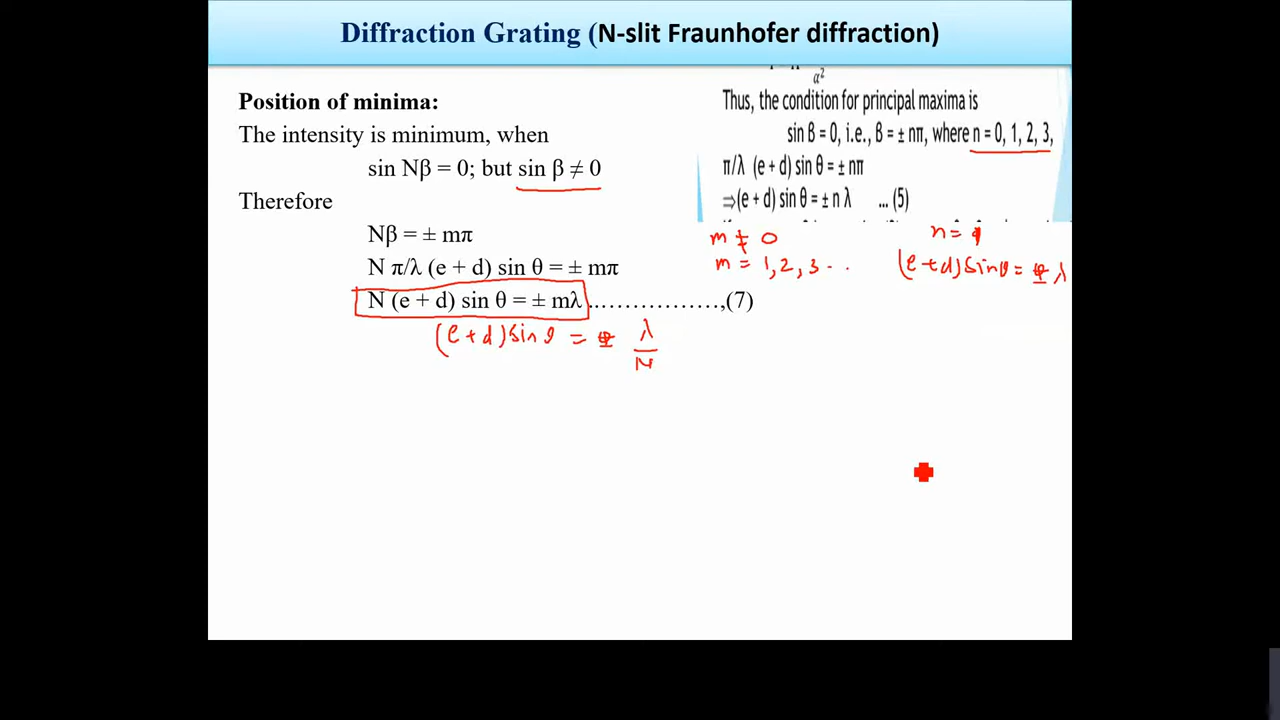 Diffraction Grating (N-slit Fraunhofer diffraction)
Position of minima:
The intensity is minimum, when
sin Nβ = 0; but sin β ≠ 0
Therefore
Nβ = ± mπ
N π/λ (e + d) sin θ = ± mπ
N (e + d) sin θ = ± mλ ..................,(7)
(e+d) sin θ = ± λ/N
α²
Thus, the condition for principal maxima is
sin β = 0, i.e., β = ± nπ, where n = 0, 1, 2, 3,
π/λ (e + d) sin θ = ± nπ
⇒(e + d) sin θ = ± n λ ... (5)
m ≠ 0
m = 1, 2, 3 ...
n = 1
(e+d) sin θ = ± λ